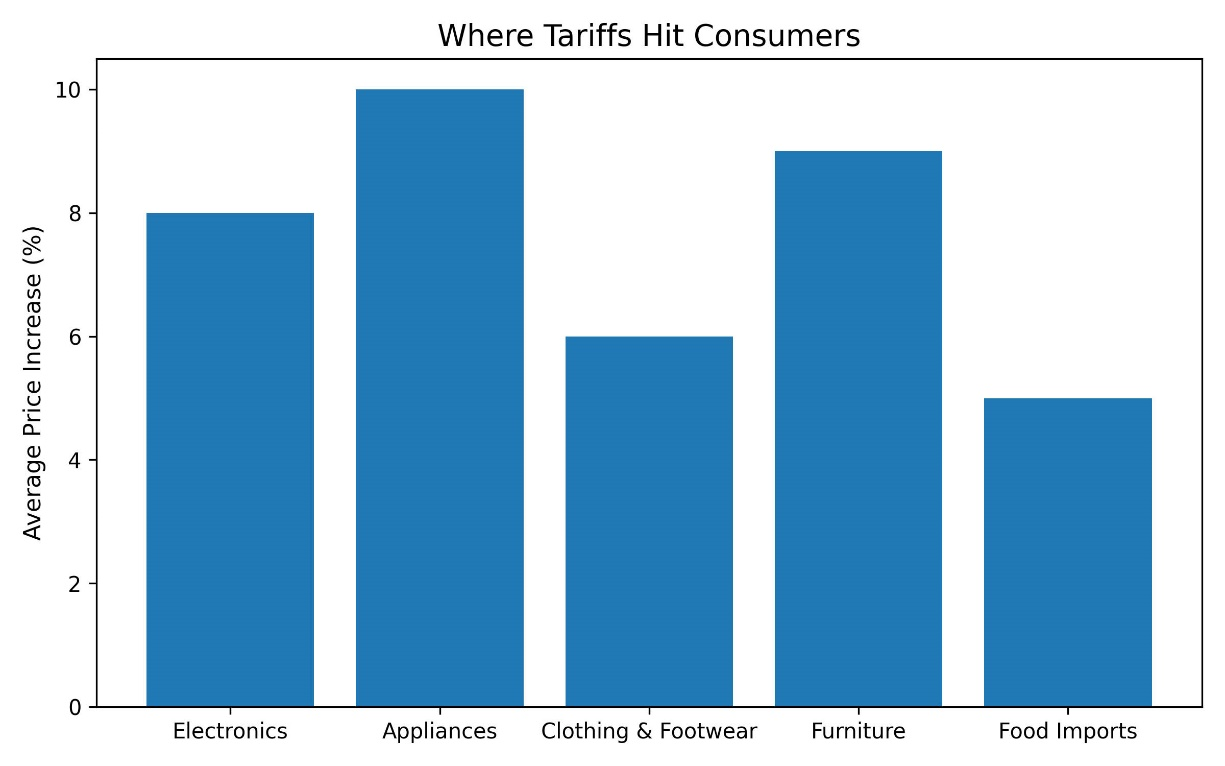 Where Tariffs Hit Consumers
Average Price Increase (%)
10
8
6
4
2
0
Electronics
Appliances
Clothing & Footwear
Furniture
Food Imports